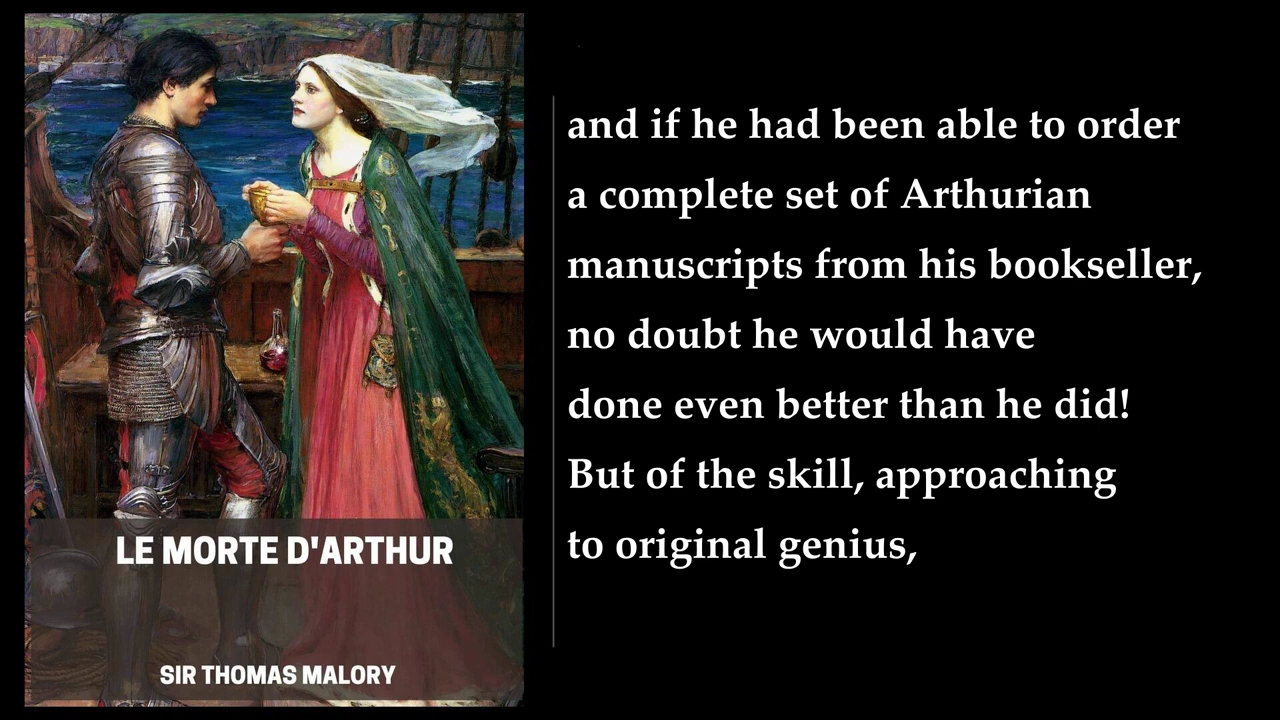 LE MORTE D'ARTHUR
SIR THOMAS MALORY
and if he had been able to order
a complete set of Arthurian
manuscripts from his bookseller,
no doubt he would have
done even better than he did!
But of the skill, approaching
to original genius,